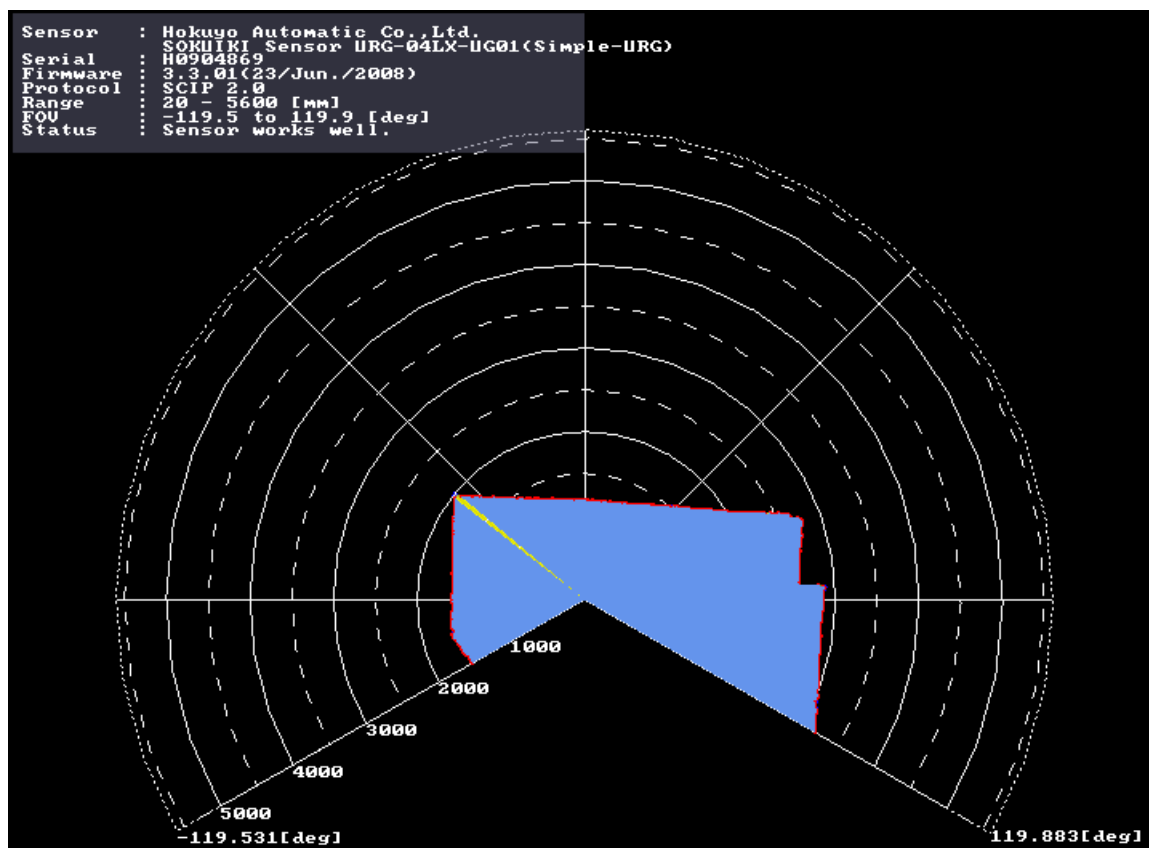 Sensor : Hokuyo Automatic Co.,Ltd.
SOKUIKI Sensor URG-04LX-UG01(Simple-URG)
Serial : H0904869
Firmware : 3.3.01(23/Jun./2008)
Protocol : SCIP 2.0
Range : 20 - 5600 [mm]
FOV : -119.5 to 119.9 [deg]
Status : Sensor works well.
1000
2000
3000
4000
5000
-119.531[deg]
119.883[deg]